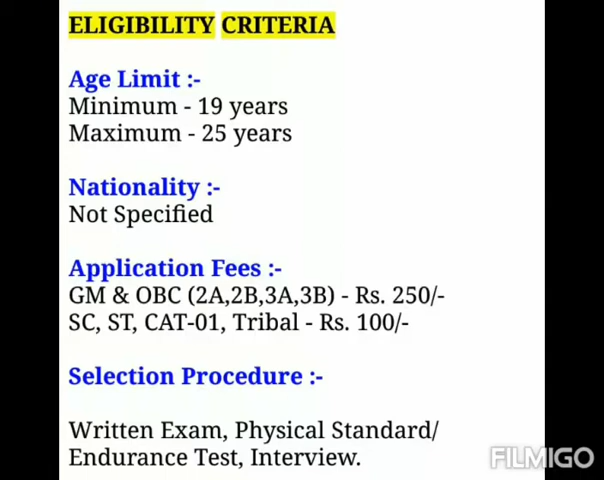 ELIGIBILITY CRITERIA
Age Limit :-
Minimum - 19 years
Maximum - 25 years
Nationality :-
Not Specified
Application Fees :-
GM & OBC (2A,2B,3A,3B) - Rs. 250/-
SC, ST, CAT-01, Tribal - Rs. 100/-
Selection Procedure :-
Written Exam, Physical Standard/
Endurance Test, Interview.
FILMIGO